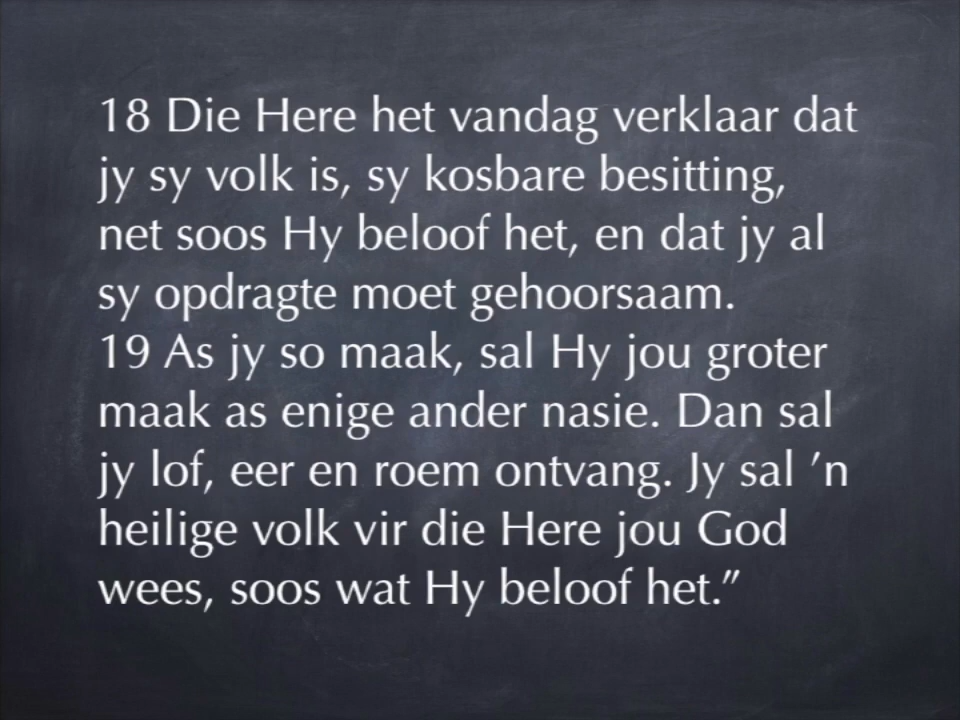 18 Die Here het vandag verklaar dat
jy sy volk is, sy kosbare besitting,
net soos Hy beloof het, en dat jy al
sy opdragte moet gehoorsaam.
19 As jy so maak, sal Hy jou groter
maak as enige ander nasie. Dan sal
jy lof, eer en roem ontvang. Jy sal ’n
heilige volk vir die Here jou God
wees, soos wat Hy beloof het.”